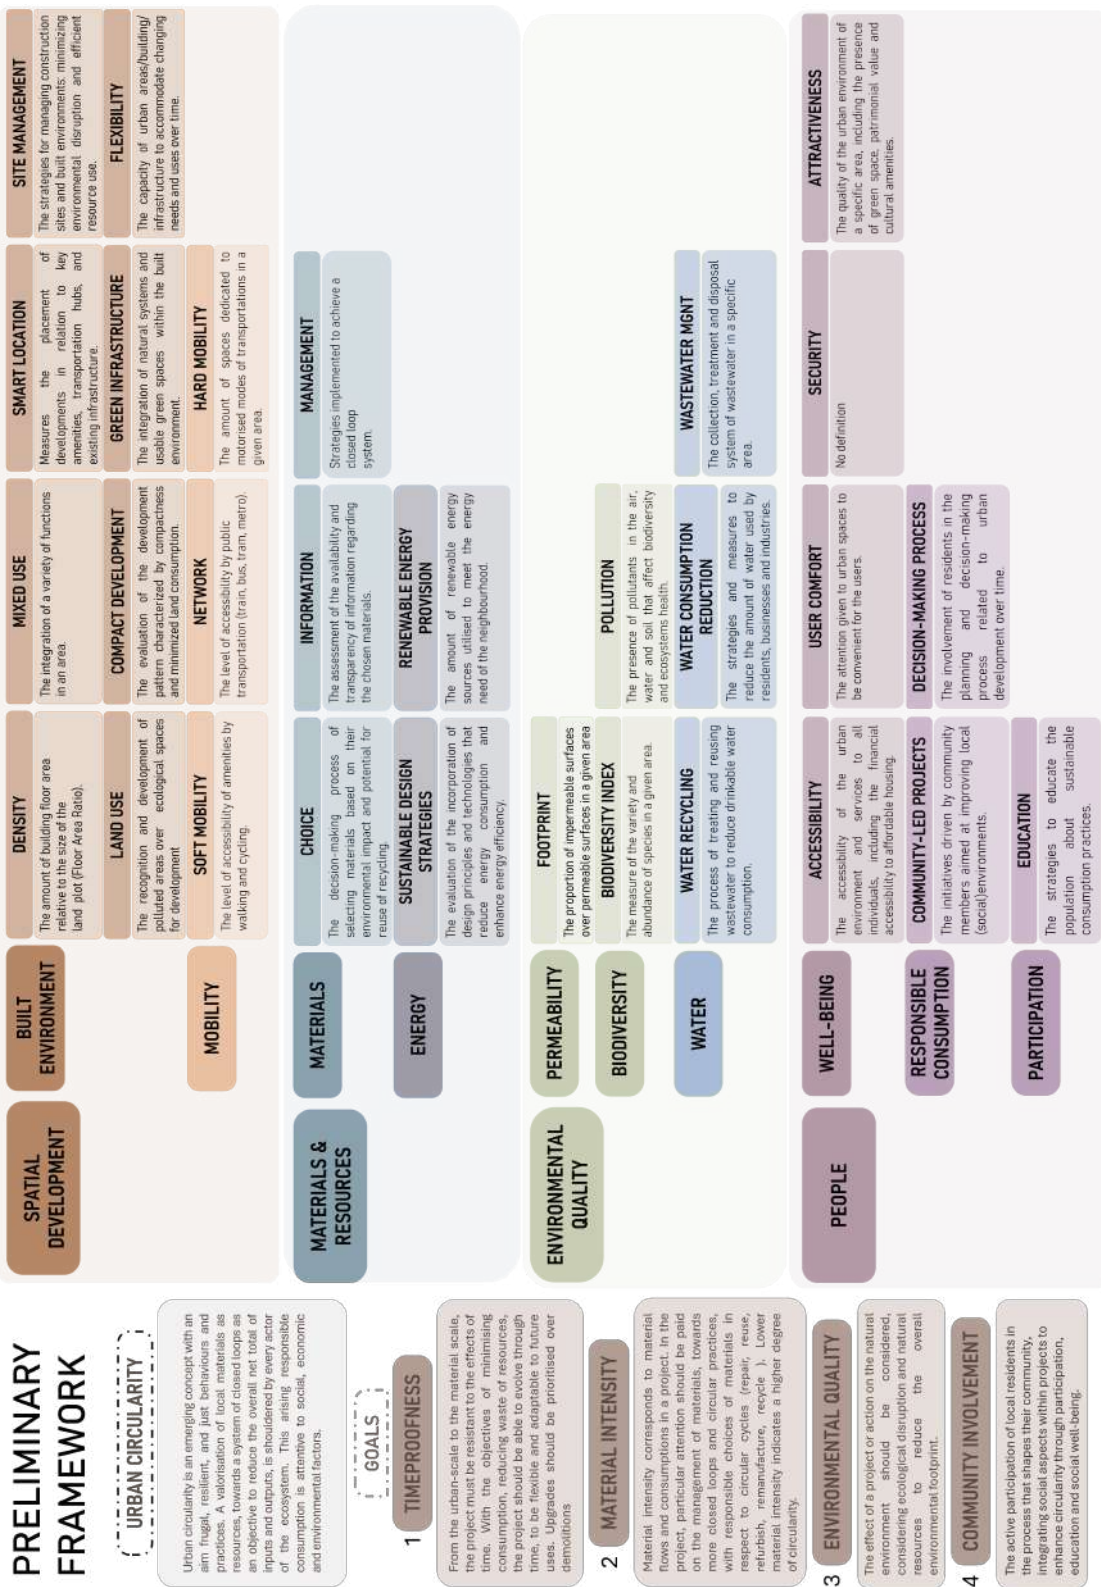 PRELIMINARY
FRAMEWORK
URBAN CIRCULARITY
Urban circularity is an emerging concept with an
aim frugal, resilient, and just behaviours and
practices. A valorisation of local materials as
resources, towards a system of closed loops as
an objective to reduce the overall net total of
inputs and outputs, is shouldered by every actor
of the ecosystem. This arising responsible
consumption is attentive to social, economic
and environmental factors.
GOALS
1 TIMEPROOFNESS
From the urban-scale to the material scale,
the project must be resistant to the effects of
time. With the objectives of minimising
consumption, reducing waste of resources,
the project should be able to evolve through
time, to be flexible and adaptable to future
uses. Upgrades should be prioritised over
demolitions
2 MATERIAL INTENSITY
Material intensity corresponds to material
flows and consumptions in a project. In the
project, particular attention should be paid
on the management of materials, towards
more closed loops and circular practices,
with responsible choices of materials in
respect to circular cycles (repair, reuse,
refurbish, remanufacture, recycle ). Lower
material intensity indicates a higher degree
of circularity.
3 ENVIRONMENTAL QUALITY
The effect of a project or action on the natural
environment should be considered,
considering ecological disruption and natural
resources to reduce the overall
environmental footprint.
4 COMMUNITY INVOLVEMENT
The active participation of local residents in
the process that shapes their community,
integrating social aspects within projects to
enhance circularity through participation,
education and social well-being.
SPATIAL
DEVELOPMENT
BUILT
ENVIRONMENT
DENSITY
The amount of building floor area
relative to the size of the
land plot (Floor Area Ratio).
MIXED USE
The integration of a variety of functions
in an area.
SMART LOCATION
Measures the placement of
developments in relation to key
amenities, transportation hubs, and
existing infrastructure.
SITE MANAGEMENT
The strategies for managing construction
sites and built environments: minimizing
environmental disruption and efficient
resource use.
LAND USE
The recognition and development of
polluted areas over ecological spaces
for development
COMPACT DEVELOPMENT
The evaluation of the development
pattern characterized by compactness
and minimized land consumption.
GREEN INFRASTRUCTURE
The integration of natural systems and
usable green spaces within the built
environment.
FLEXIBILITY
The capacity of urban areas/building/
infrastructure to accommodate changing
needs and uses over time.
MOBILITY
SOFT MOBILITY
The level of accessibility of amenities by
walking and cycling.
NETWORK
The level of accessibility by public
transportation (train, bus, tram, metro).
HARD MOBILITY
The amount of spaces dedicated to
motorised modes of transportations in a
given area.
MATERIALS &
RESOURCES
MATERIALS
CHOICE
The decision-making process of
selecting materials based on their
environmental impact and potential for
reuse of recycling.
INFORMATION
The assessment of the availability and
transparency of information regarding
the chosen materials.
MANAGEMENT
Strategies implemented to achieve a
closed loop
system.
ENERGY
SUSTAINABLE DESIGN
STRATEGIES
The evaluation of the incorporation of
design principles and technologies that
reduce energy consumption and
enhance energy efficiency.
RENEWABLE ENERGY
PROVISION
The amount of renewable energy
sources utilised to meet the energy
need of the neighbourhood.
ENVIRONMENTAL
QUALITY
PERMEABILITY
FOOTPRINT
The proportion of impermeable surfaces
over permeable surfaces in a given area
BIODIVERSITY
BIODIVERSITY INDEX
The measure of the variety and
abundance of species in a given area.
POLLUTION
The presence of pollutants in the air,
water and soil that affect biodiversity
and ecosystems health.
WATER
WATER RECYCLING
The process of treating and reusing
wastewater to reduce drinkable water
consumption.
WATER CONSUMPTION
REDUCTION
The strategies and measures to
reduce the amount of water used by
residents, businesses and industries.
WASTEWATER MGNT
The collection, treatment and disposal
system of wastewater in a specific
area.
PEOPLE
WELL-BEING
ACCESSIBILITY
The accessibility of the urban
environment and services to all
individuals, including the financial
accessibility to affordable housing.
USER COMFORT
The attention given to urban spaces to
be convenient for the users.
SECURITY
No definition
ATTRACTIVENESS
The quality of the urban environment of
a specific area, including the presence
of green space, patrimonial value and
cultural amenities.
RESPONSIBLE
CONSUMPTION
COMMUNITY-LED PROJECTS
The initiatives driven by community
members aimed at improving local
(social)environments.
DECISION-MAKING PROCESS
The involvement of residents in the
planning and decision-making
process related to urban
development over time.
PARTICIPATION
EDUCATION
The strategies to educate the
population about sustainable
consumption practices.